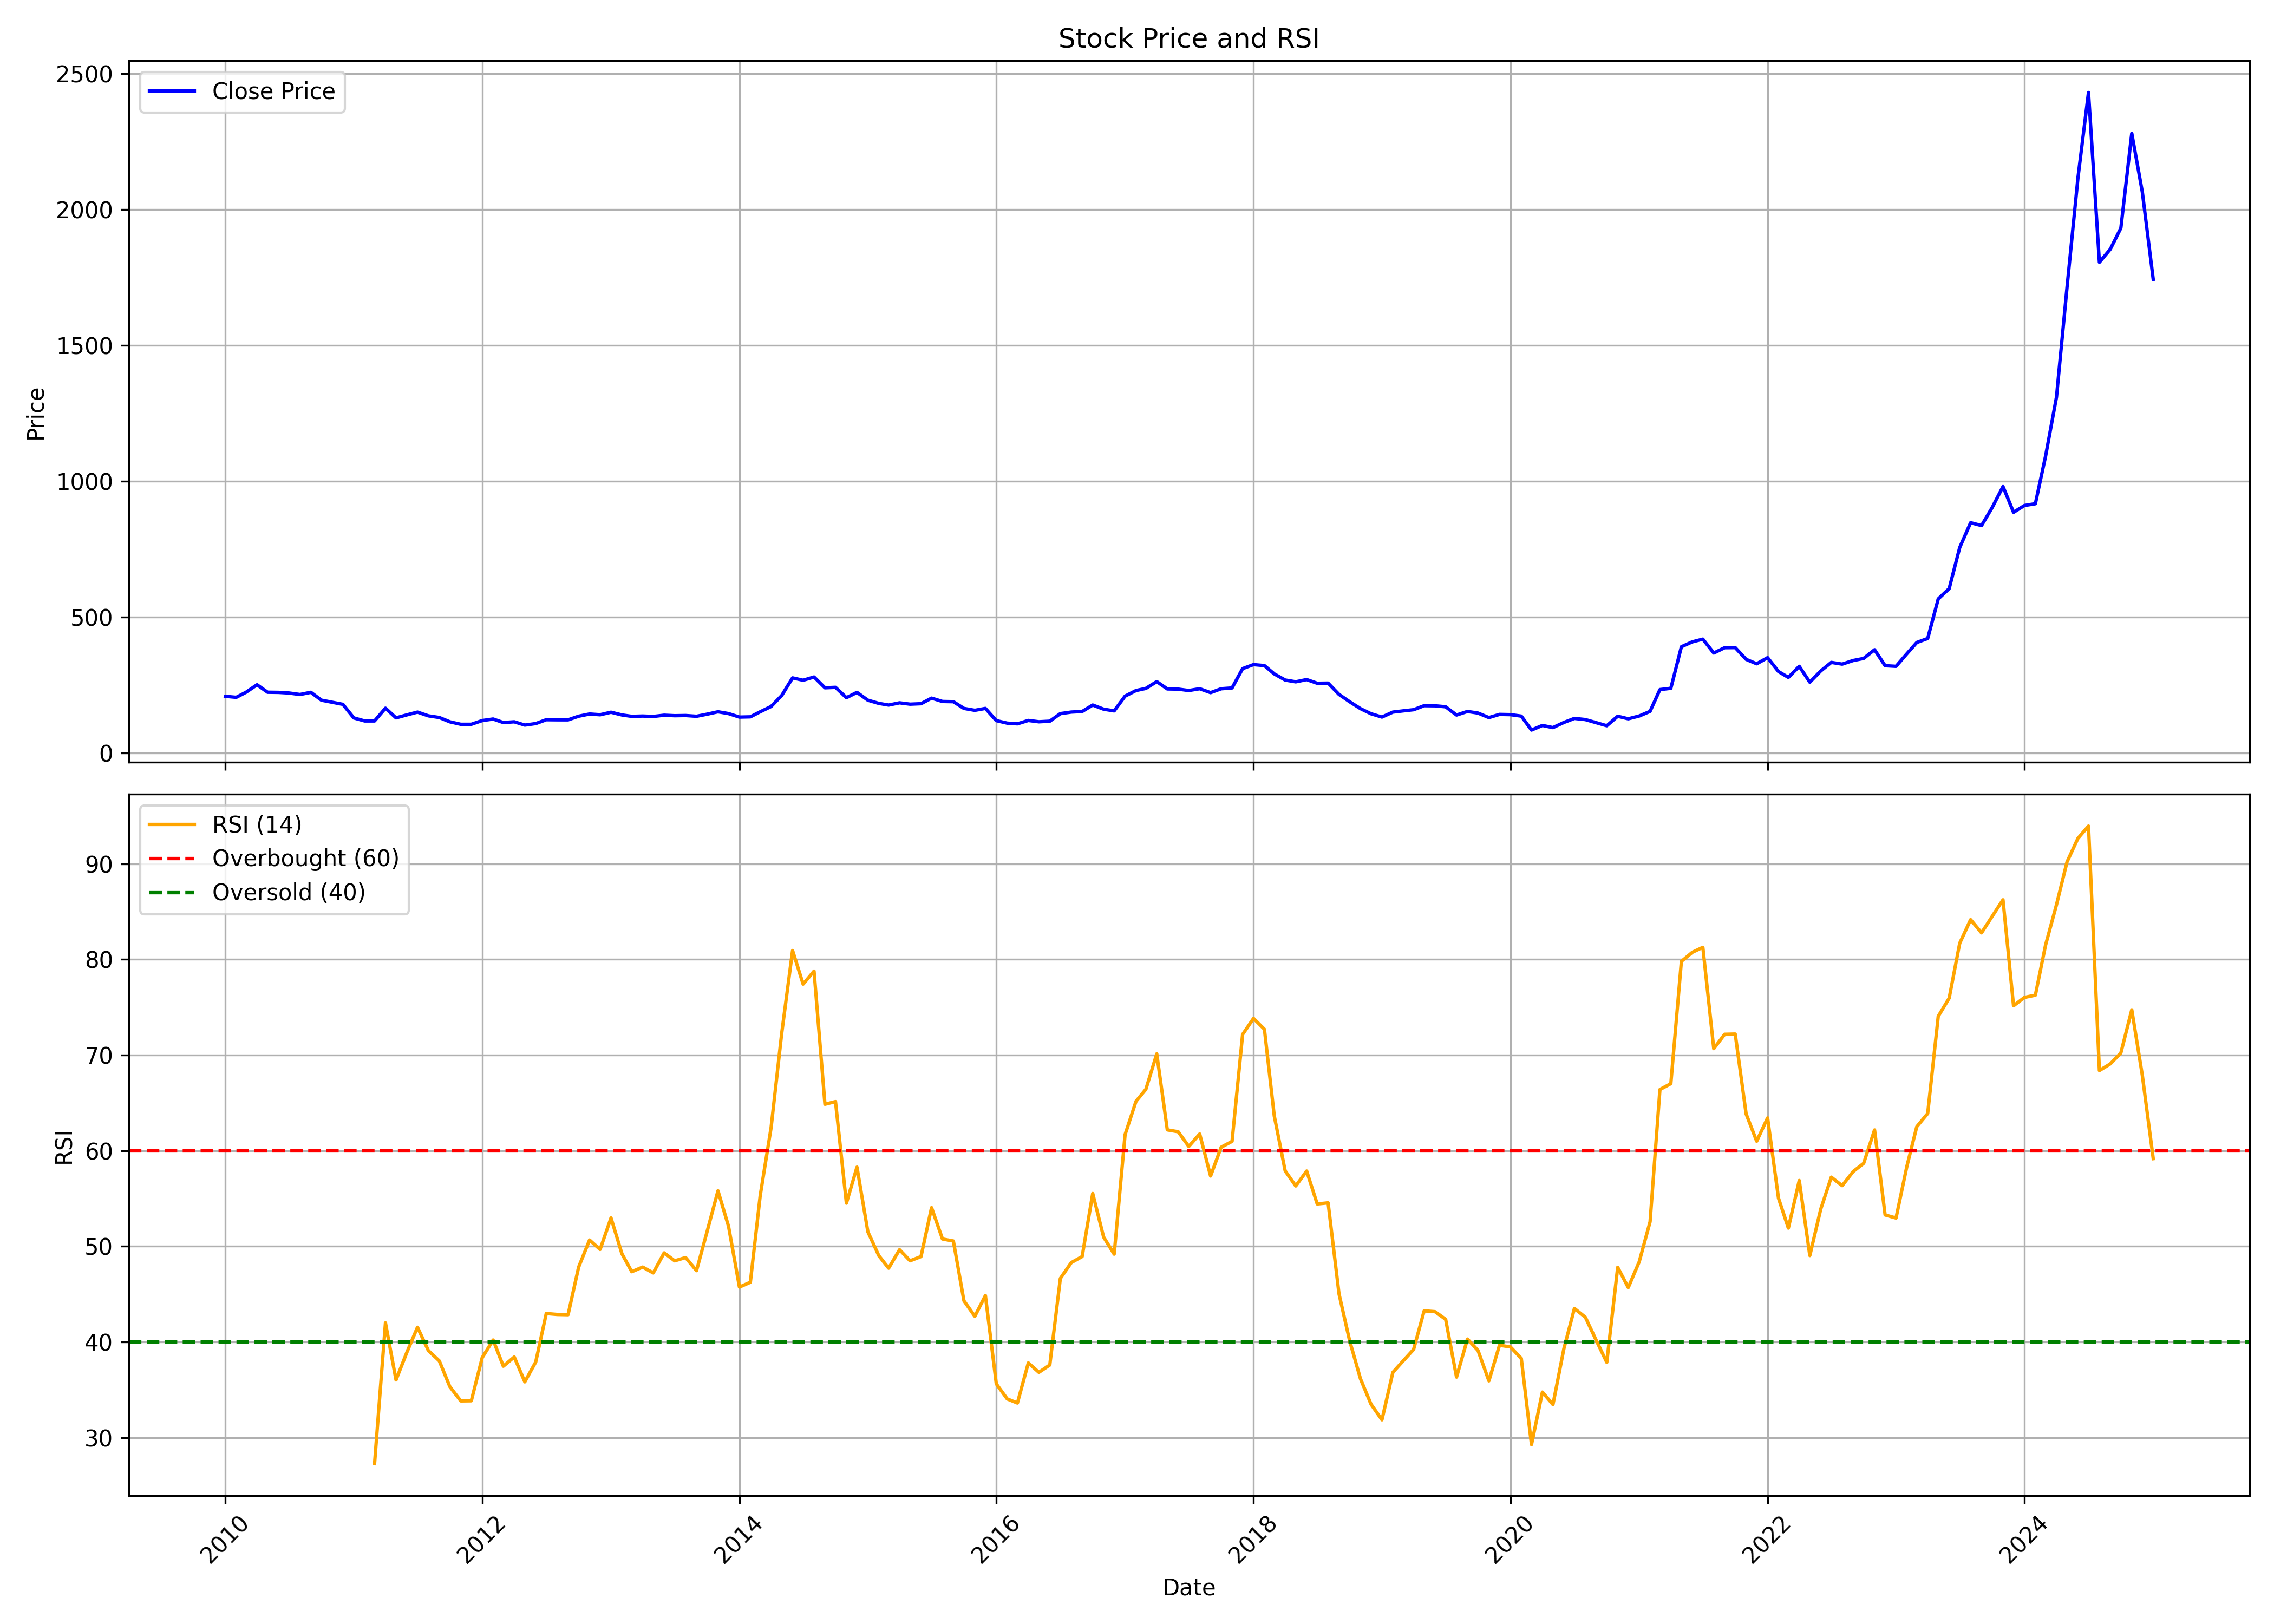 Stock Price and RSI
Close Price
2500
2000
1500
1000
500
0
Price
RSI (14)
Overbought (60)
Oversold (40)
90
80
70
60
50
40
30
RSI
2010
2012
2014
2016
2018
2020
2022
2024
Date